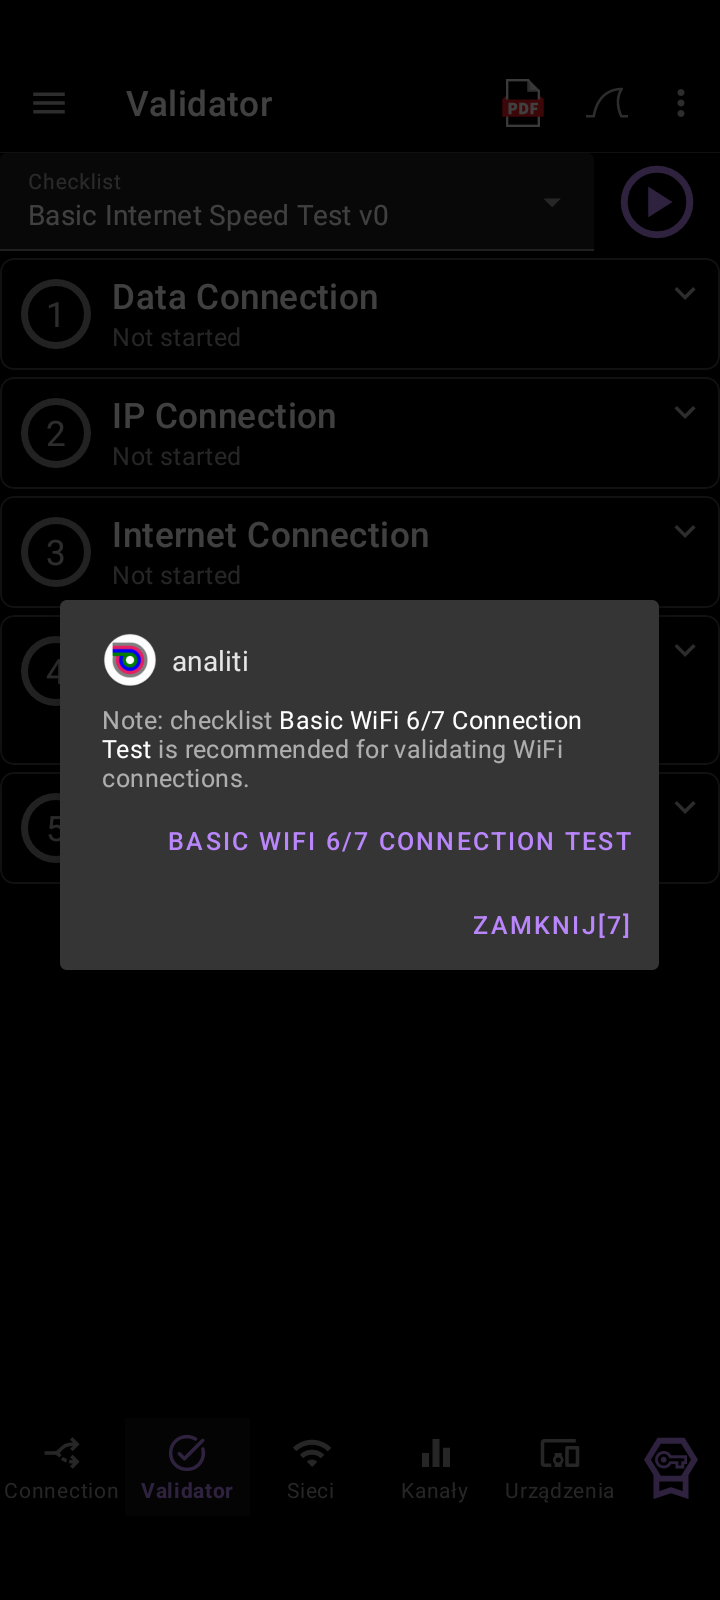 Validator
PDF
Checklist
Basic Internet Speed Test v0
1
Data Connection
Not started
2
IP Connection
Not started
3
Internet Connection
Not started
4
5
analiti
Note: checklist Basic WiFi 6/7 Connection
Test is recommended for validating WiFi
connections.
BASIC WIFI 6/7 CONNECTION TEST
ZAMKNIJ[7]
Connection
Validator
Sieci
Kanały
Urządzenia